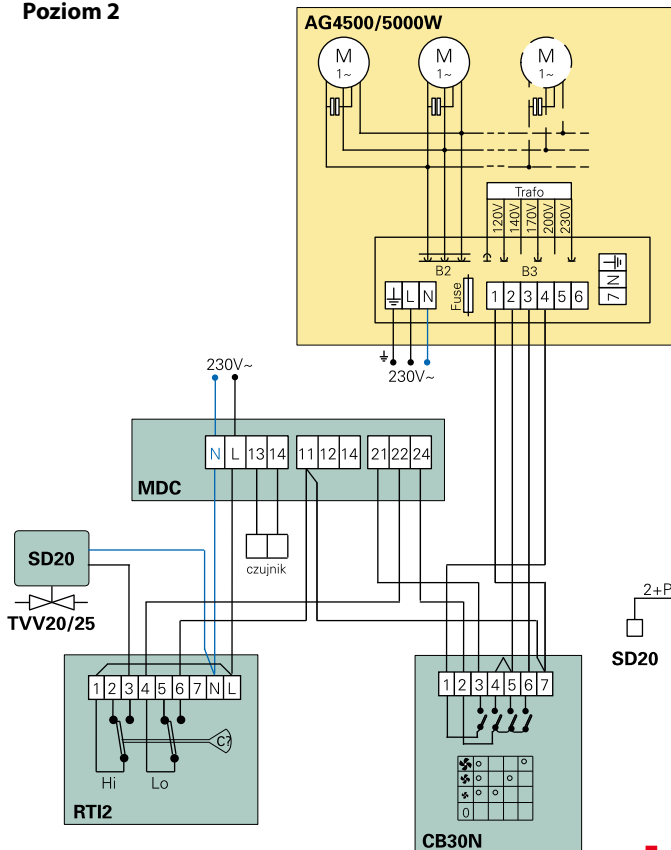 Poziom 2
AG4500/5000W
M
1~
M
1~
M
1~
Trafo
120V
140V
170V
200V
230V
B2
B3
Fuse
L N
1 2 3 4 5 6
7 N
230V~
230V~
N L 13 14
11 12 14
21 22 24
MDC
czujnik
SD20
TVV20/25
2+P
SD20
1 2 3 4 5 6 7 N L
C?
Hi
Lo
RTI2
1 2 3 4 5 6 7
0
CB30N